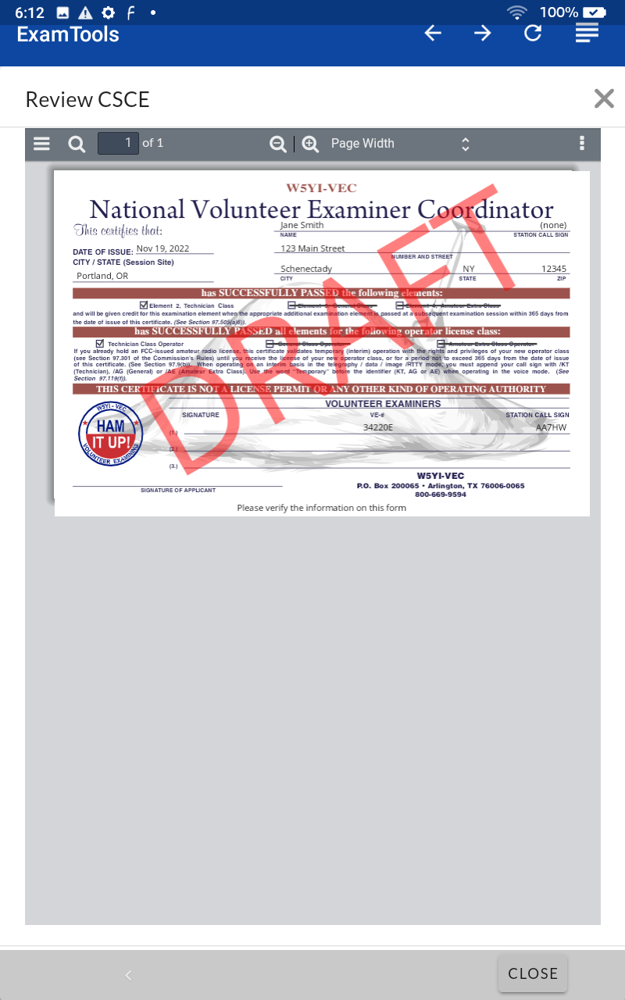 6:12 100%
ExamTools
Review CSCE
1 of 1 Page Width
W5YI-VEC
National Volunteer Examiner Coordinator
This certifies that:
Jane Smith (none)
NAME STATION CALL SIGN
DATE OF ISSUE: Nov 19, 2022
123 Main Street
NUMBER AND STREET
CITY / STATE (Session Site)
Portland, OR
Schenectady NY 12345
CITY STATE ZIP
has SUCCESSFULLY PASSED the following elements:
Element 2, Technician Class Element 3, General Class Element 4, Amateur Extra Class
and will be given credit for this examination element when the appropriate additional examination element is passed at a subsequent examination session within 365 days from
the date of issue of this certificate. (See Section 97.505(a)6)).
has SUCCESSFULLY PASSED all elements for the following operator license class:
Technician Class Operator General Class Operator Amateur Extra Class Operator
If you already hold an FCC-issued amateur radio license, this certificate validates temporary (interim) operation with the rights and privileges of your new operator class
(see Section 97.301 of the Commission's Rules) until you receive the license of your new operator class, or for a period not to exceed 365 days from the date of issue
of this certificate. (See Section 97.9(b)). When operating on an interim basis in the telegraphy / data / image /RTTY mode, you must append your call sign with /KT
(Technician), /AG (General) or /AE (Amateur Extra Class). Use the word "Temporary" before the identifier (KT, AG or AE) when operating in the voice mode. (See
Section 97.119(f)).
THIS CERTIFICATE IS NOT A LICENSE PERMIT OR ANY OTHER KIND OF OPERATING AUTHORITY
VOLUNTEER EXAMINERS
SIGNATURE VE-# STATION CALL SIGN
(1.) 34220E AA7HW
(2.)
(3.)
W5YI - VEC
HAM
IT UP!
VOLUNTEER EXAMINING
SIGNATURE OF APPLICANT
W5YI-VEC
P.O. Box 200065 • Arlington, TX 76006-0065
800-669-9594
Please verify the information on this form
DRAFT
CLOSE